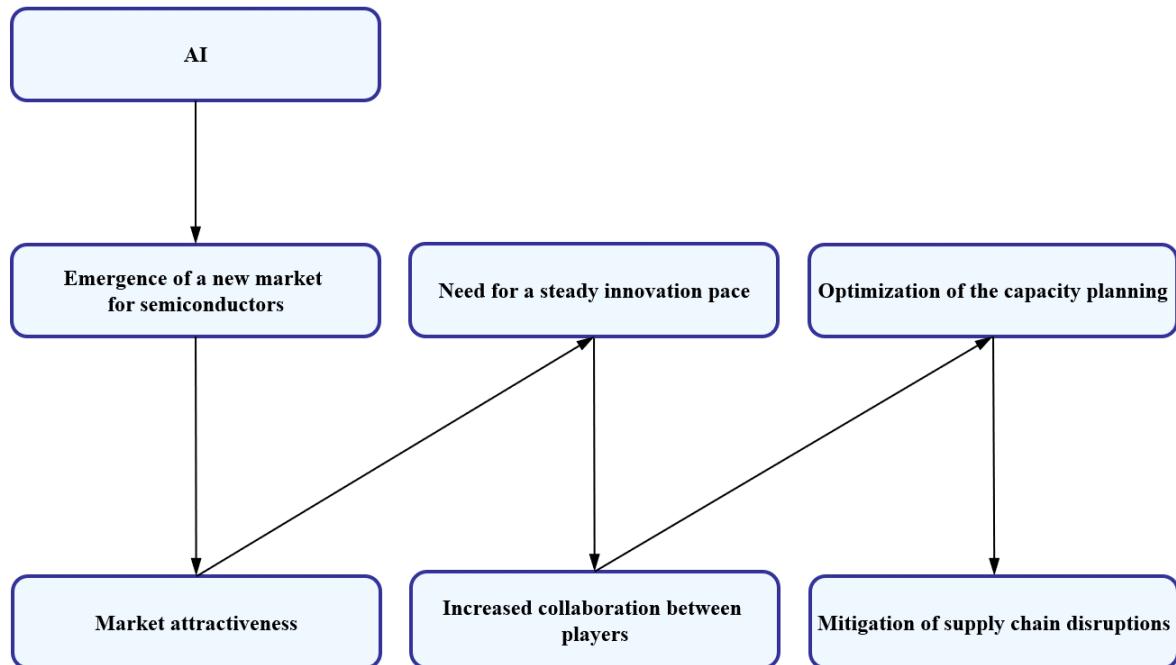 AI
Emergence of a new market
for semiconductors
Need for a steady innovation pace
Optimization of the capacity planning
Market attractiveness
Increased collaboration between
players
Mitigation of supply chain disruptions